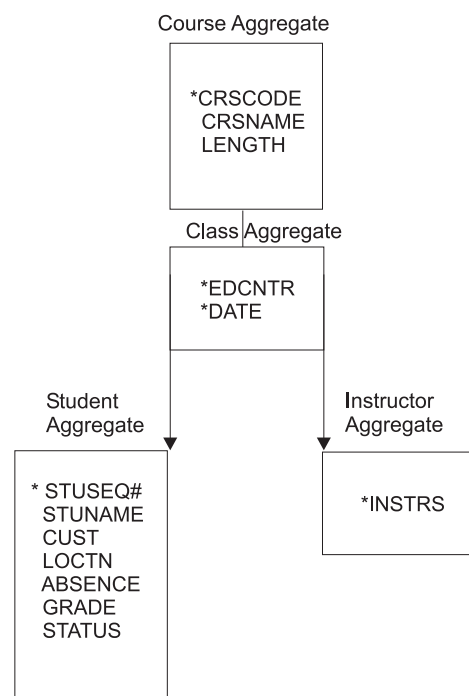 Course Aggregate
*CRSCODE
CRSNAME
LENGTH
Class Aggregate
*EDCNTR
*DATE
Student
Aggregate
* STUSEQ#
STUNAME
CUST
LOCTN
ABSENCE
GRADE
STATUS
Instructor
Aggregate
*INSTRS